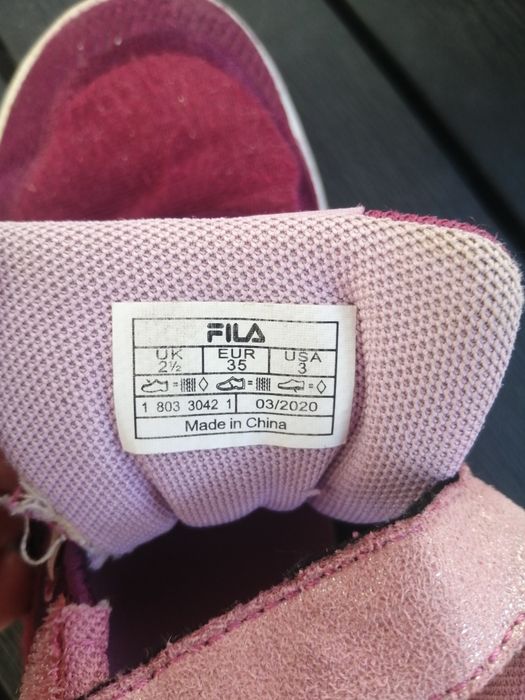 FILA
UK EUR USA
2½ 35 3
1 803 3042 1 03/2020
Made in China